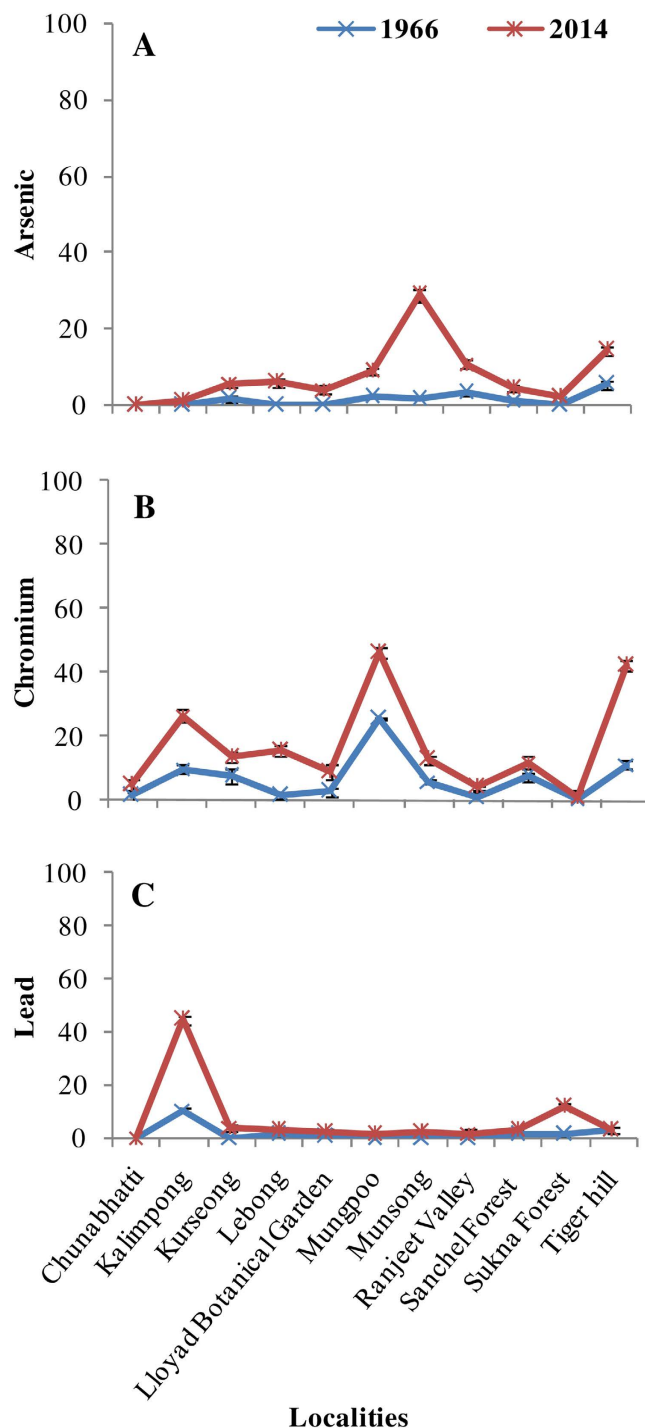 A
1966
2014
100
80
60
40
20
0
Arsenic
B
100
80
60
40
20
0
Chromium
C
100
80
60
40
20
0
Lead
Chunabhatti
Kalimpong
Kurseong
Lebong
Lloyad Botanical Garden
Mungpoo
Munsong
Ranjeet Valley
Sanchel Forest
Sukna Forest
Tiger hill
Localities